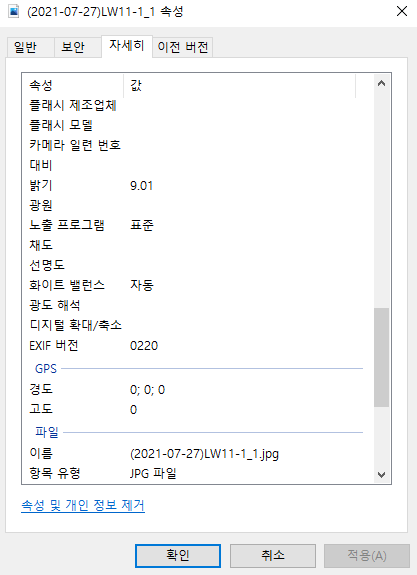 (2021-07-27)LW11-1_1 속성
일반 보안 자세히 이전 버전
속성 값
플래시 제조업체
플래시 모델
카메라 일련 번호
대비
밝기 9.01
광원
노출 프로그램 표준
채도
선명도
화이트 밸런스 자동
광도 해석
디지털 확대/축소
EXIF 버전 0220
GPS
경도 0; 0; 0
고도 0
파일
이름 (2021-07-27)LW11-1_1.jpg
항목 유형 JPG 파일
속성 및 개인 정보 제거
확인 취소 적용(A)